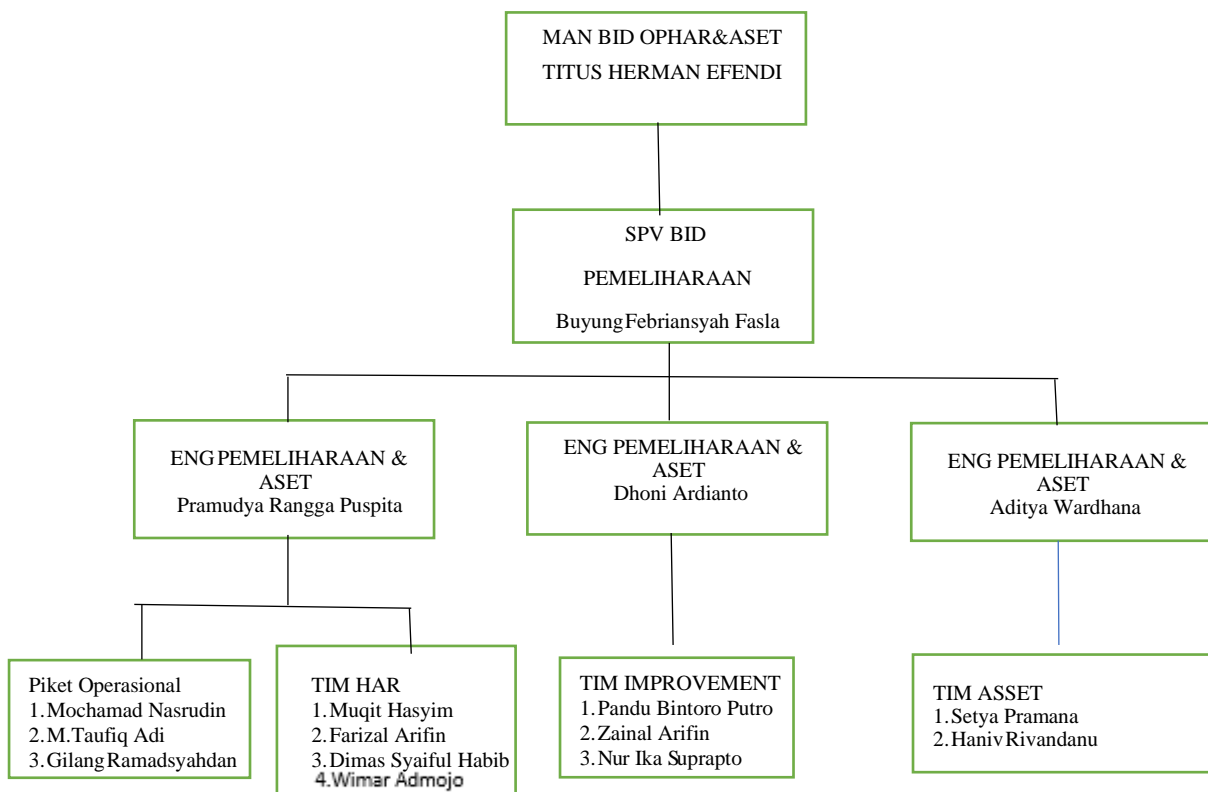 MAN BID OPHAR&ASET
TITUS HERMAN EFENDI
SPV BID
PEMELIHARAAN
Buyung Febriansyah Fasla
ENG PEMELIHARAAN &
ASET
Pramudya Rangga Puspita
ENG PEMELIHARAAN &
ASET
Dhoni Ardianto
ENG PEMELIHARAAN &
ASET
Aditya Wardhana
Piket Operasional
1. Mochamad Nasrudin
2. M.Taufiq Adi
3. Gilang Ramadsyahdan
TIM HAR
1. Muqit Hasyim
2. Farizal Arifin
3. Dimas Syaiful Habib
4. Wimar Admojo
TIM IMPROVEMENT
1. Pandu Bintoro Putro
2. Zainal Arifin
3. Nur Ika Suprapto
TIM ASSET
1. Setya Pramana
2. Haniv Rivandanu